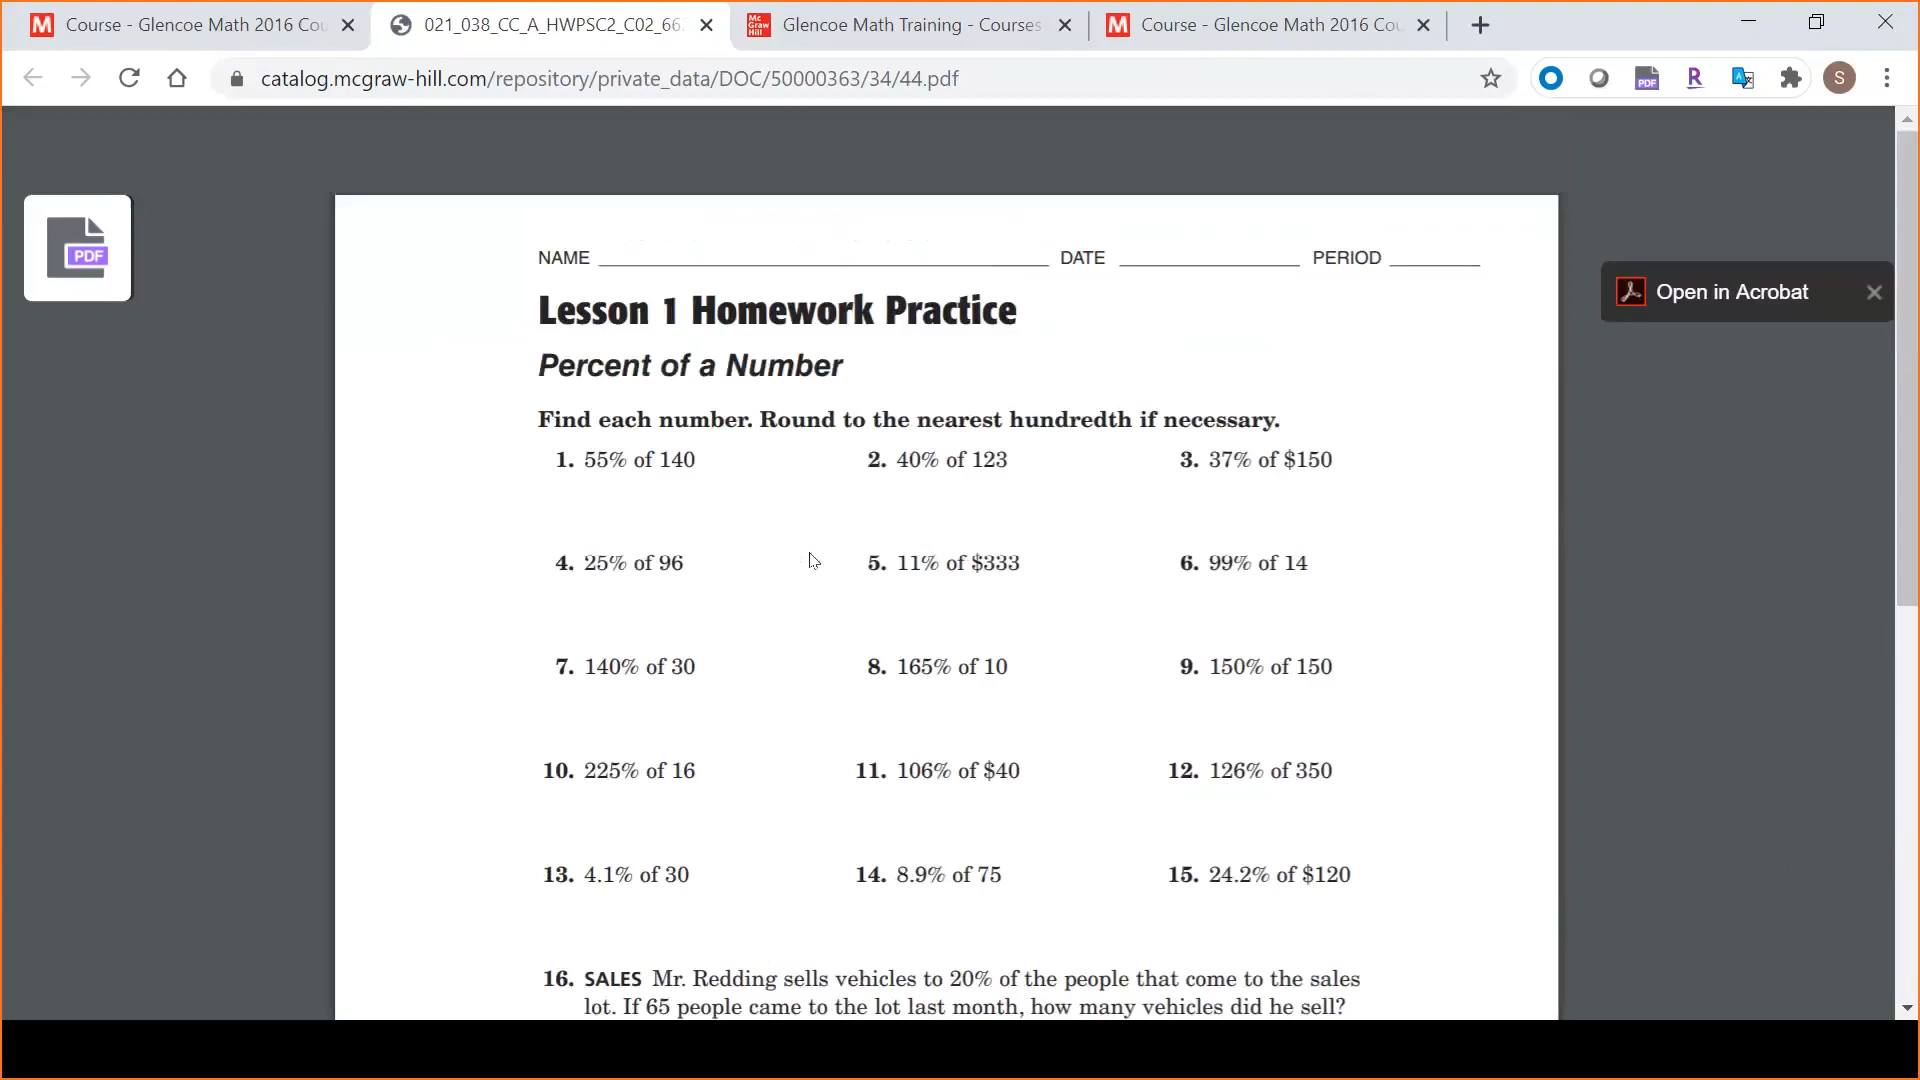 Course - Glencoe Math 2016 Cou
021_038_CC_A_HWPSC2_C02_662
Mc Graw Hill Glencoe Math Training - Courses
Course - Glencoe Math 2016 Cou
catalog.mcgraw-hill.com/repository/private_data/DOC/50000363/34/44.pdf
PDF
R
S
PDF
Open in Acrobat
NAME DATE PERIOD
Lesson 1 Homework Practice
Percent of a Number
Find each number. Round to the nearest hundredth if necessary.
1. 55% of 140 2. 40% of 123 3. 37% of $150
4. 25% of 96 5. 11% of $333 6. 99% of 14
7. 140% of 30 8. 165% of 10 9. 150% of 150
10. 225% of 16 11. 106% of $40 12. 126% of 350
13. 4.1% of 30 14. 8.9% of 75 15. 24.2% of $120
16. SALES Mr. Redding sells vehicles to 20% of the people that come to the sales
lot. If 65 people came to the lot last month, how many vehicles did he sell?